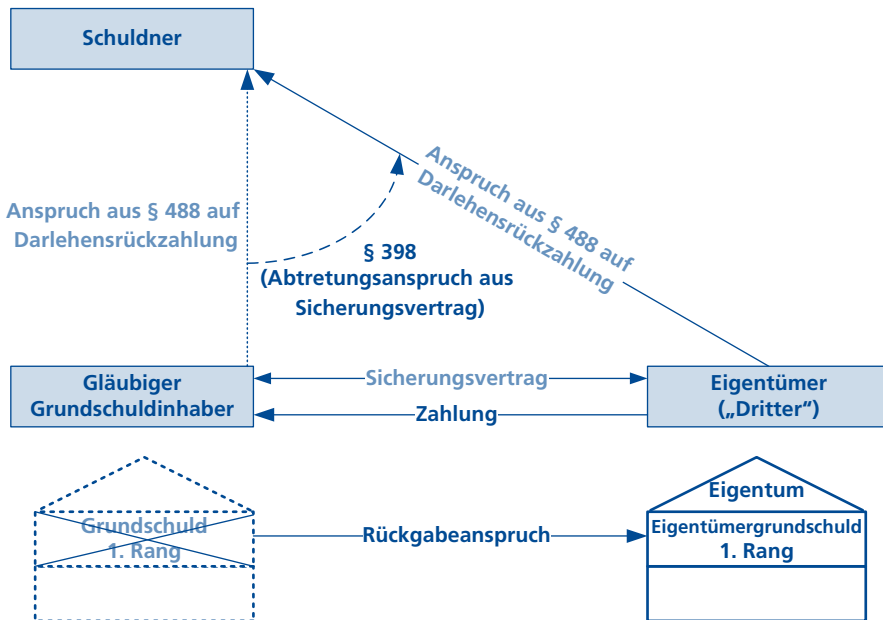 Schuldner
Anspruch aus § 488 auf
Darlehensrückzahlung
Anspruch aus § 488 auf
Darlehensrückzahlung
§ 398
(Abtretungsanspruch aus
Sicherungsvertrag)
Gläubiger
Grundschuldinhaber
Sicherungsvertrag
Zahlung
Eigentümer
(„Dritter“)
Grundschuld
1. Rang
Rückgabeanspruch
Eigentum
Eigentümergrundschuld
1. Rang